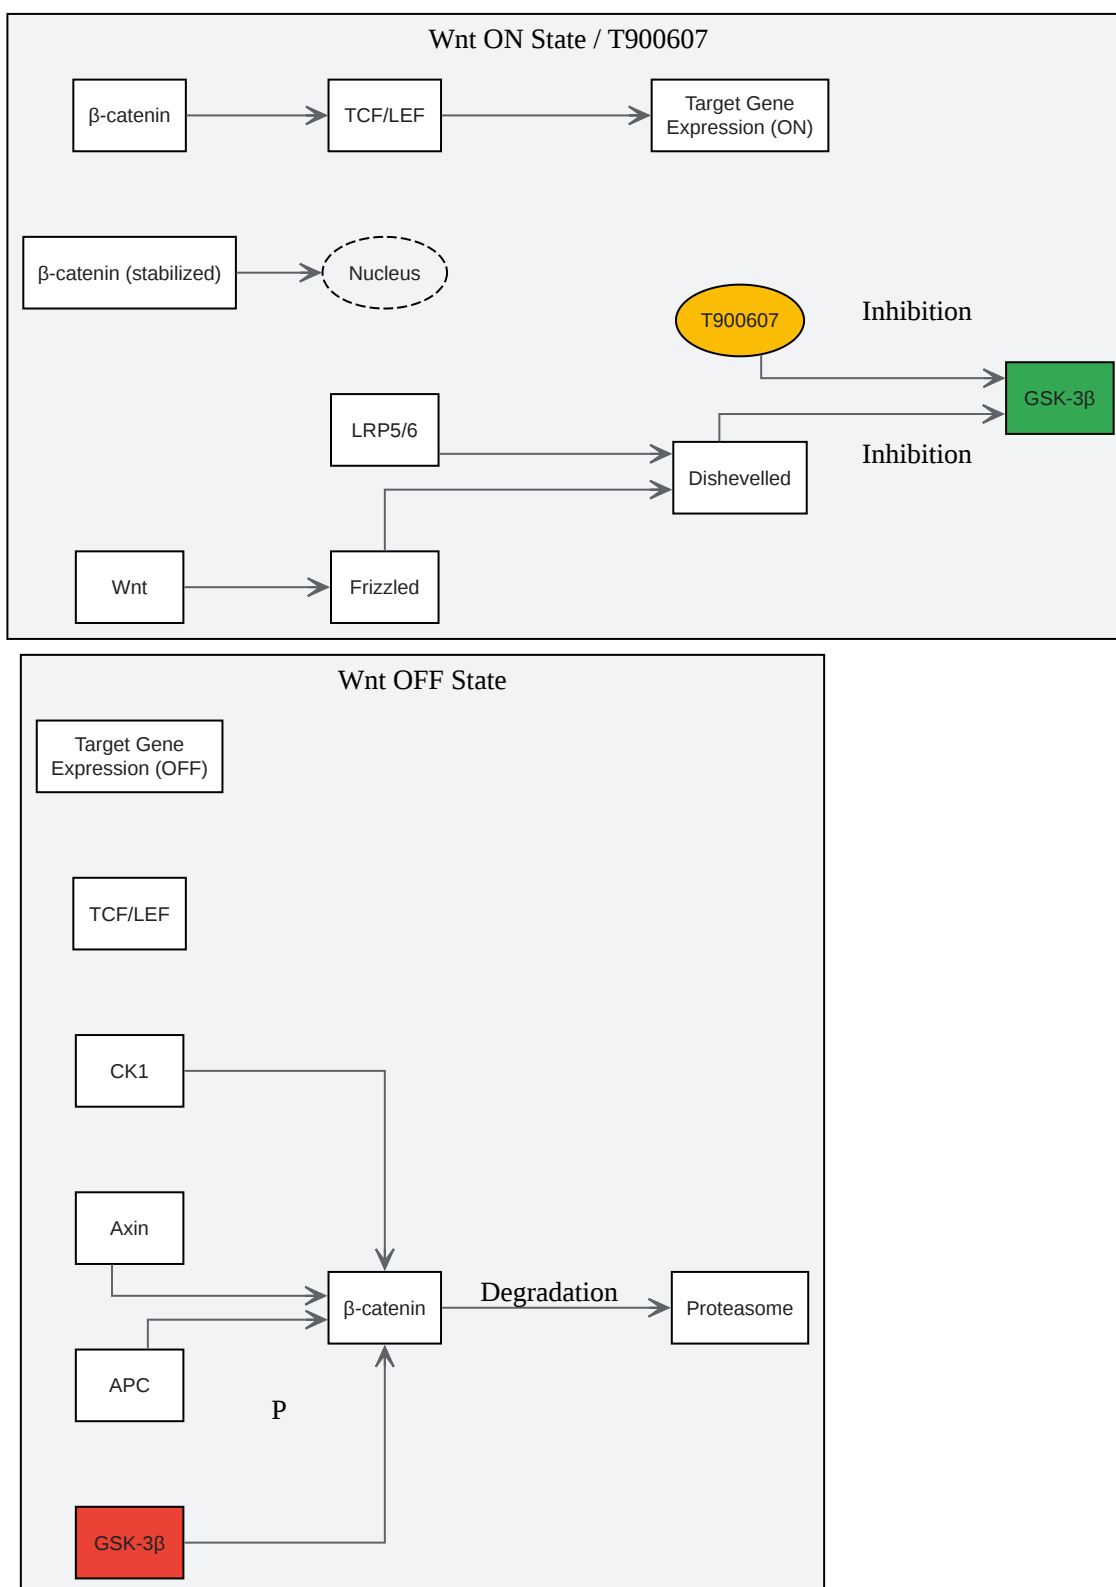 Wnt ON State / T900607
β-catenin
TCF/LEF
Target Gene
Expression (ON)
β-catenin (stabilized)
Nucleus
T900607
Inhibition
GSK-3β
LRP5/6
Inhibition
Dishevelled
Wnt
Frizzled
Wnt OFF State
Target Gene
Expression (OFF)
TCF/LEF
CK1
Axin
β-catenin
Degradation
Proteasome
APC
P
GSK-3β